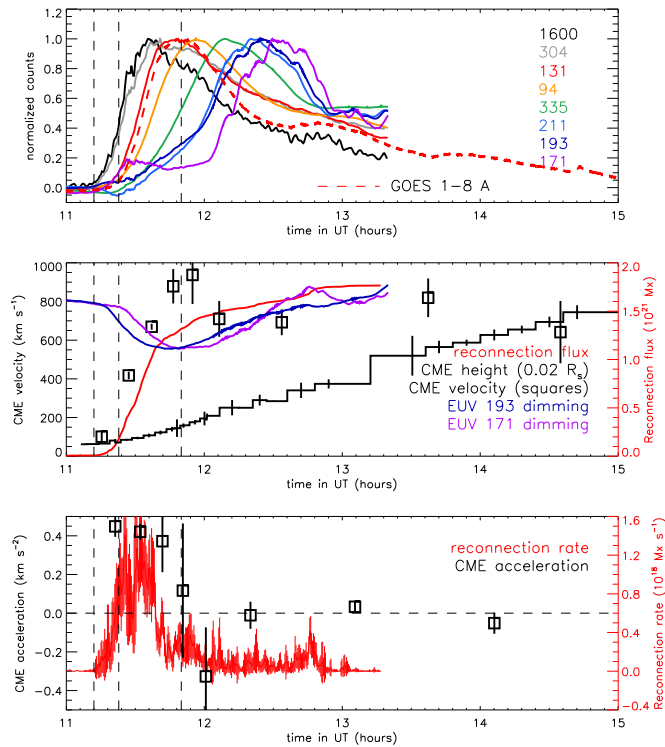 1.0
0.8
0.6
0.4
0.2
0.0
normalized counts
1600
304
131
94
335
211
193
171
GOES 1-8 A
11 12 13 14 15
time in UT (hours)
1000
800
600
400
200
0
CME velocity (km s⁻¹)
2.0
1.5
1.0
0.5
0.0
Reconnection flux (10²¹ Mx)
reconnection flux
CME height (0.02 Rₛ)
CME velocity (squares)
EUV 193 dimming
EUV 171 dimming
11 12 13 14 15
time in UT (hours)
0.4
0.2
0.0
-0.2
-0.4
CME acceleration (km s⁻²)
1.6
1.2
0.8
0.4
0.0
-0.4
Reconnection rate (10¹⁸ Mx s⁻¹)
reconnection rate
CME acceleration
11 12 13 14 15
time in UT (hours)